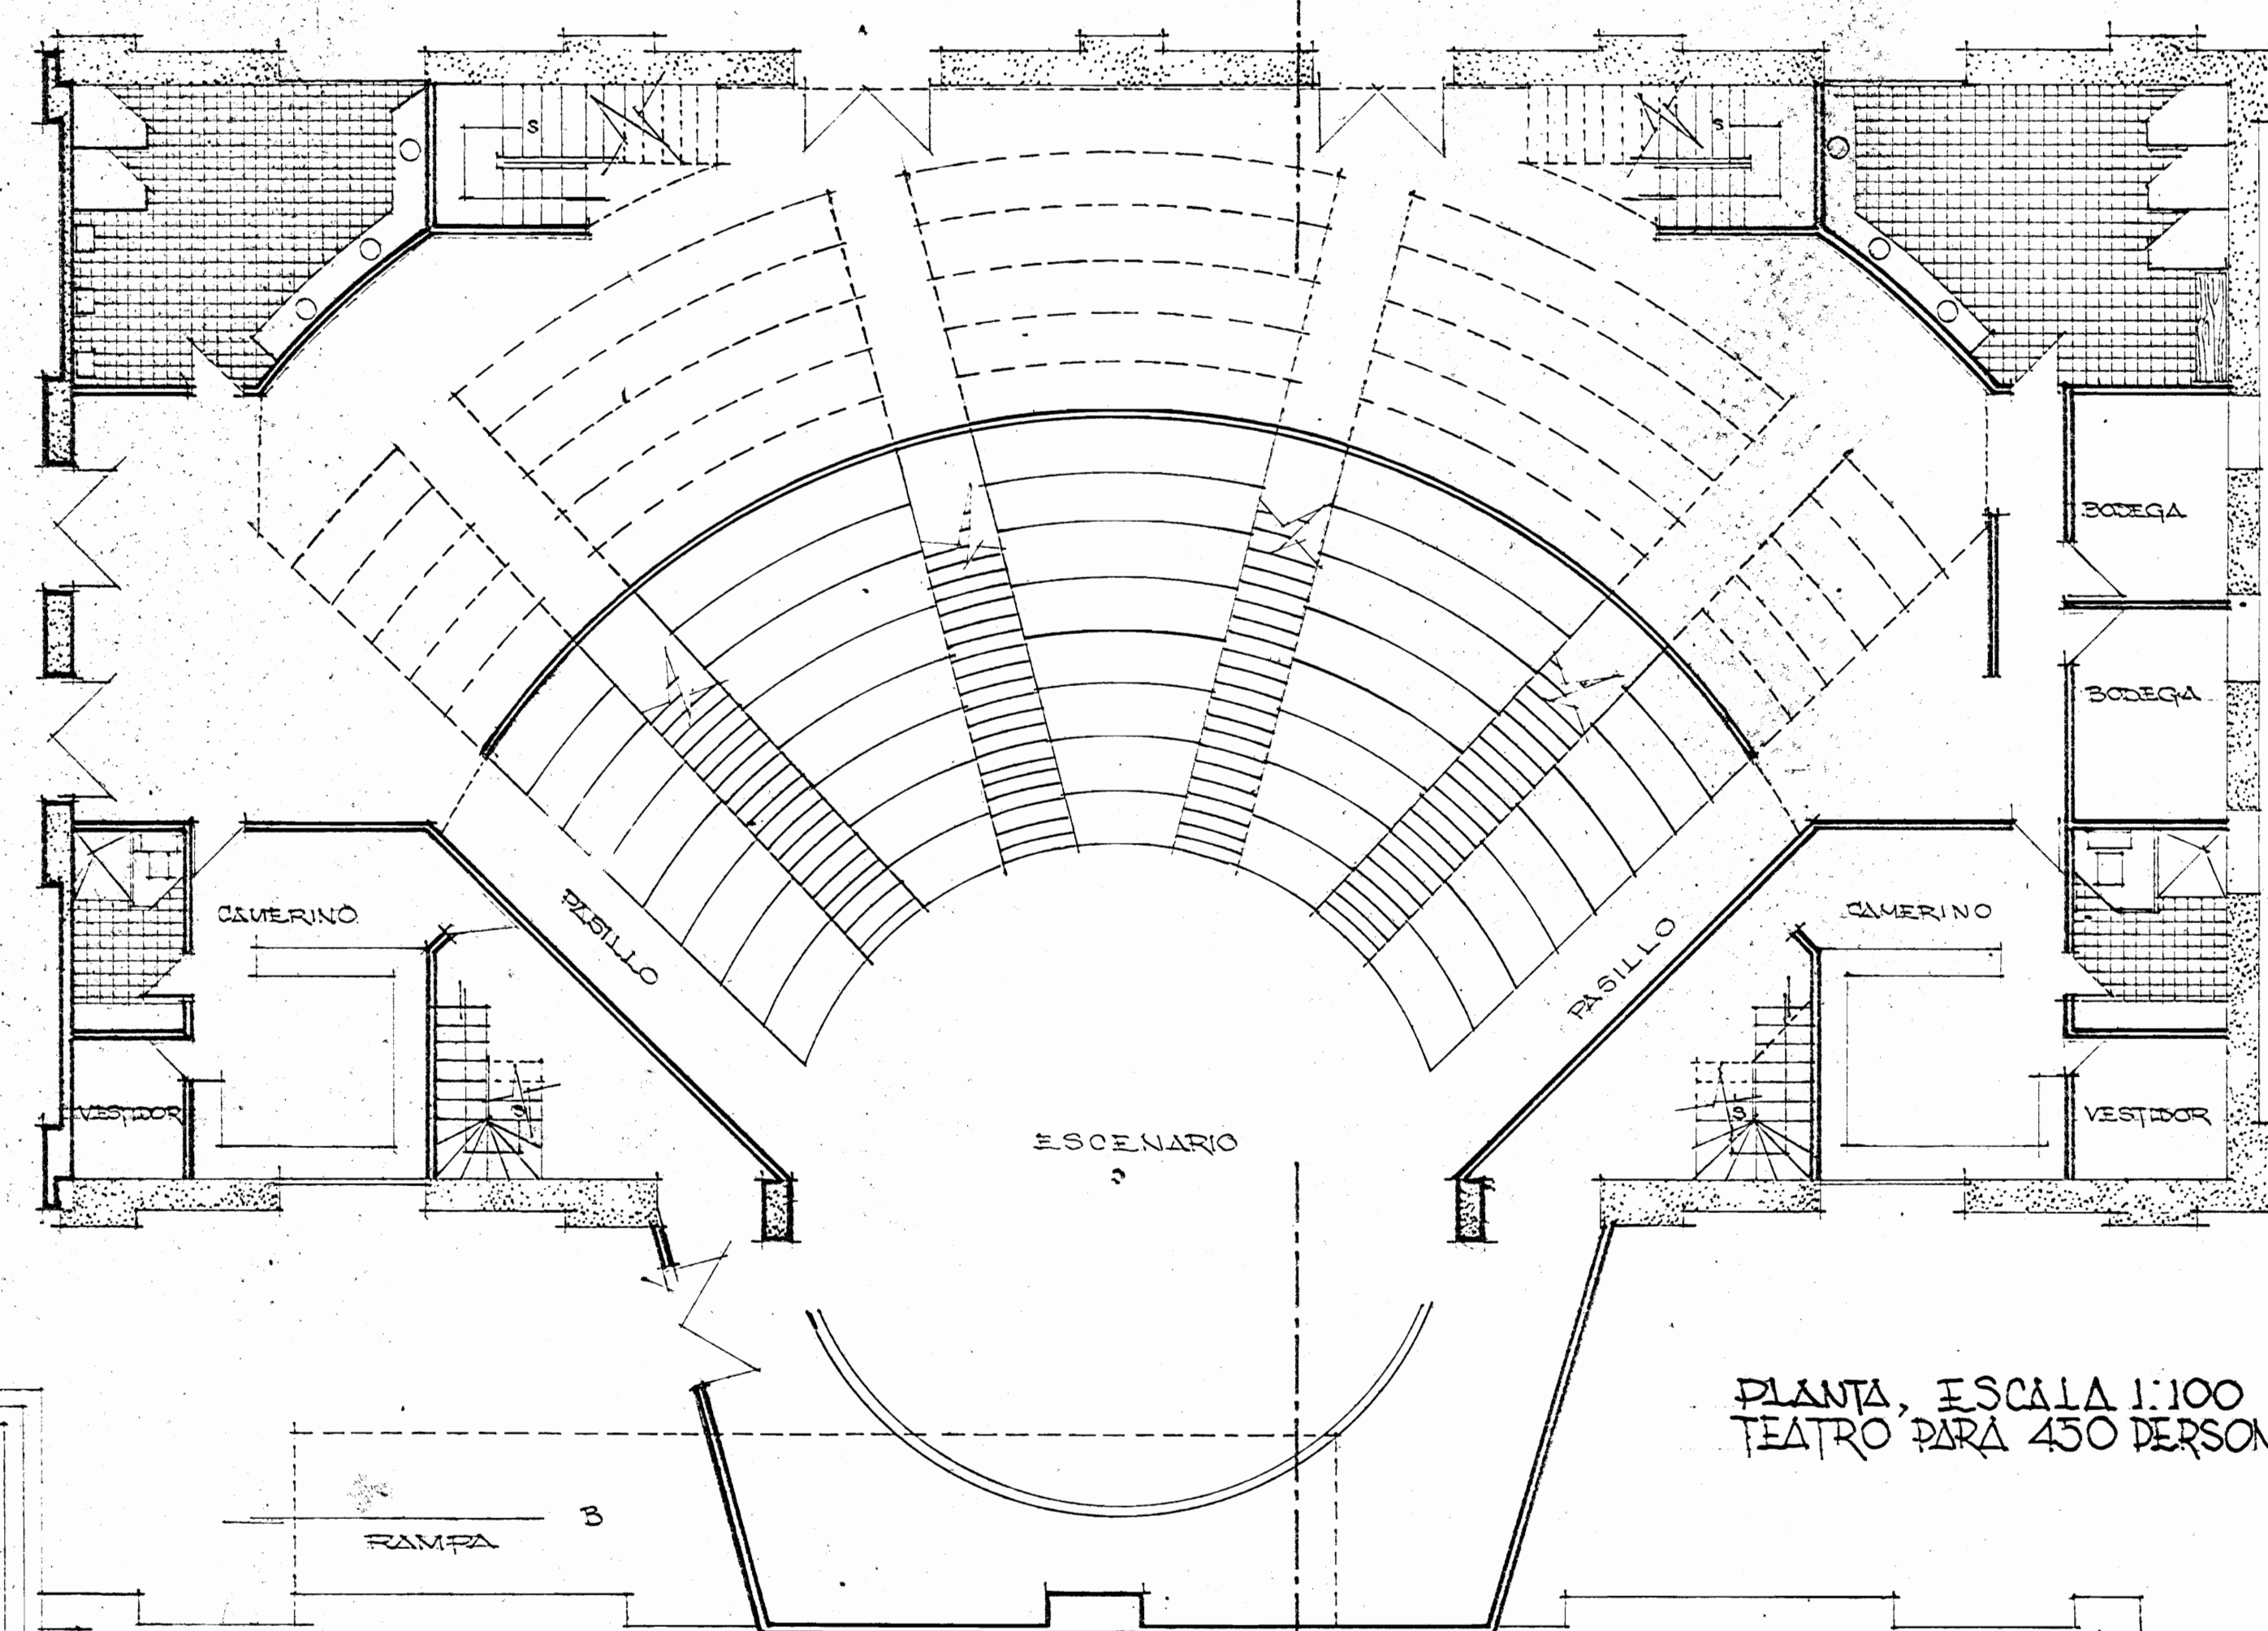 A
S
S
BODEGA
BODEGA
CAMERINO
PASILLO
PASILLO
CAMERINO
VESTIDOR
S
ESCENARIO
S
VESTIDOR
PLANTA, ESCALA 1:100
TEATRO PARA 450 PERSON
B
RAMPA